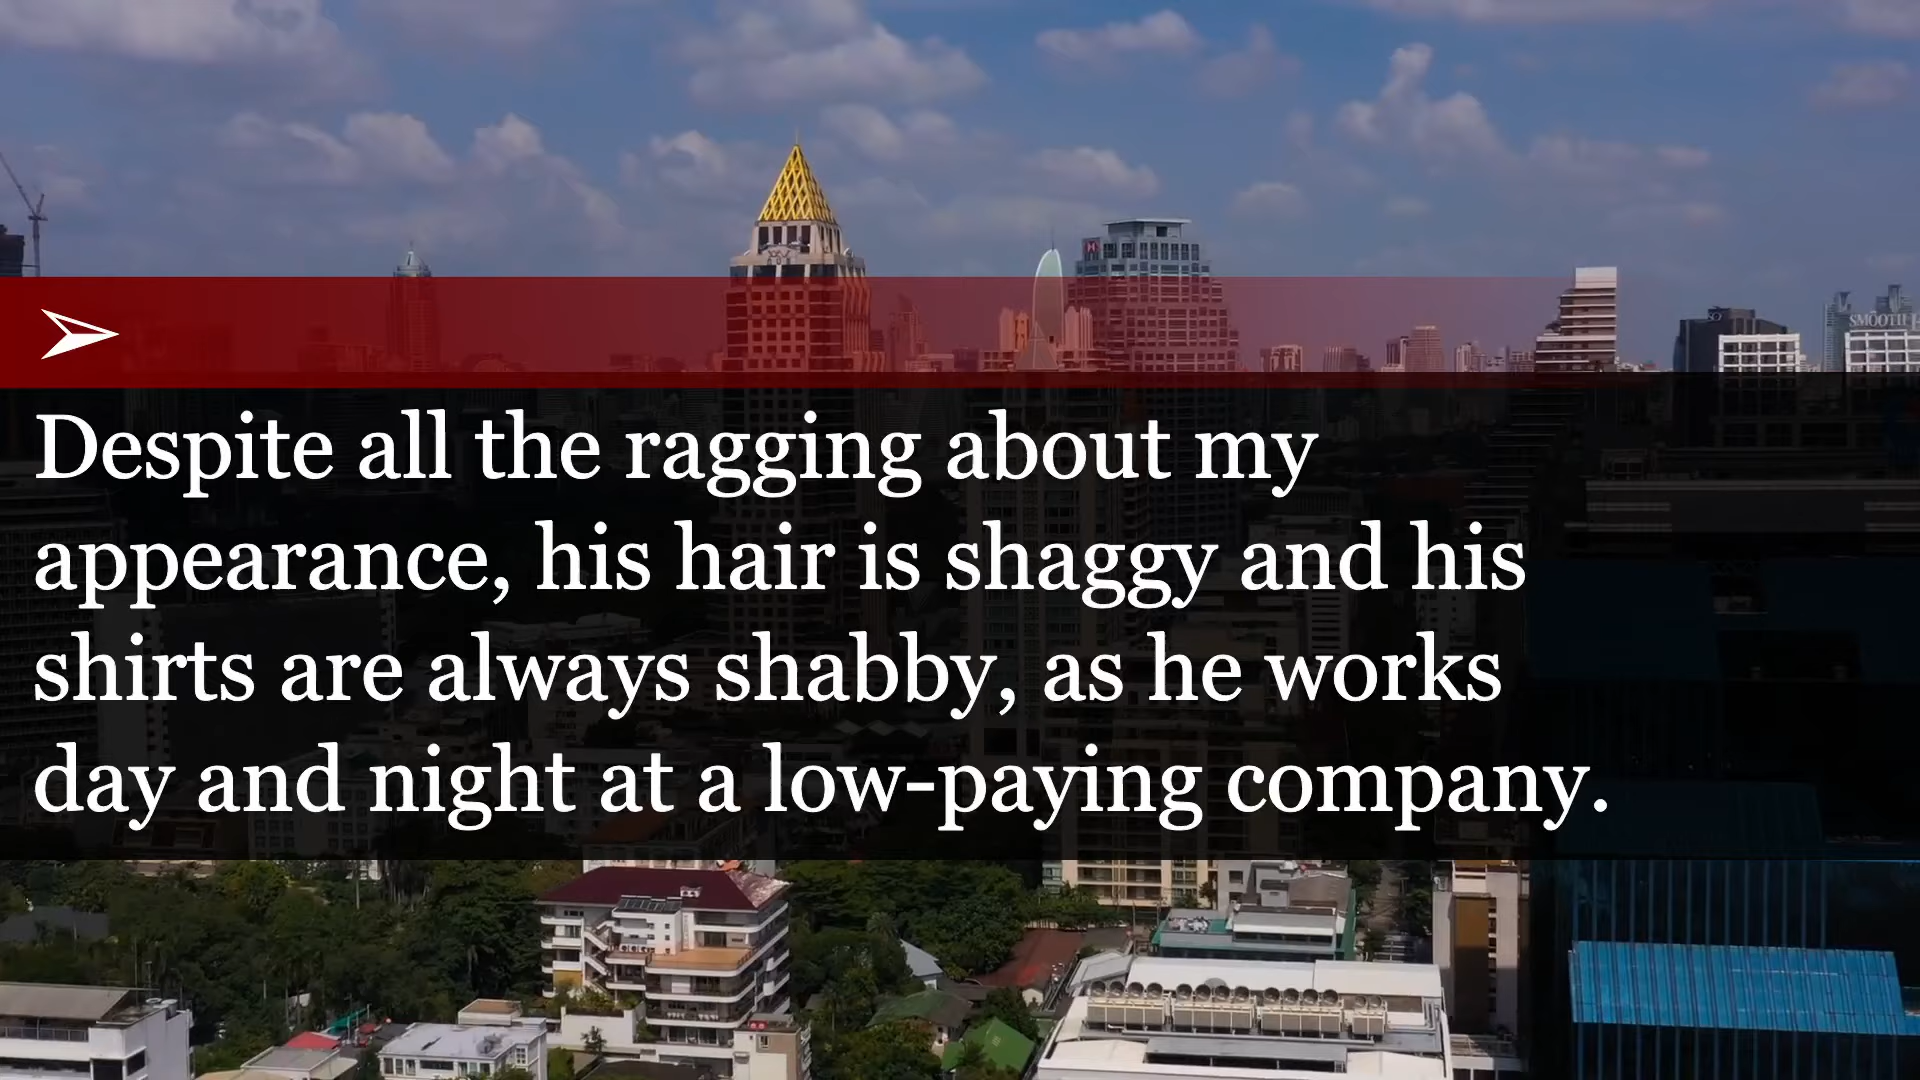 Despite all the ragging about my
appearance, his hair is shaggy and his
shirts are always shabby, as he works
day and night at a low-paying company.
SMOOTH